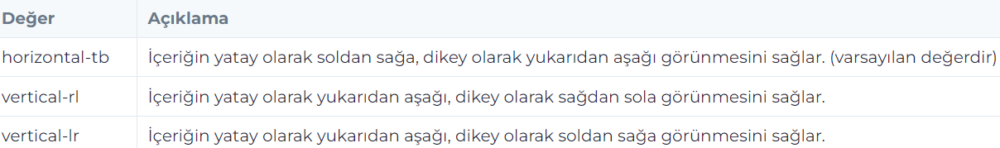 Değer Açıklama
horizontal-tb İçeriğin yatay olarak soldan sağa, dikey olarak yukarıdan aşağı görünmesini sağlar. (varsayılan değerdir)
vertical-rl İçeriğin yatay olarak yukarıdan aşağı, dikey olarak sağdan sola görünmesini sağlar.
vertical-lr İçeriğin yatay olarak yukarıdan aşağı, dikey olarak soldan sağa görünmesini sağlar.